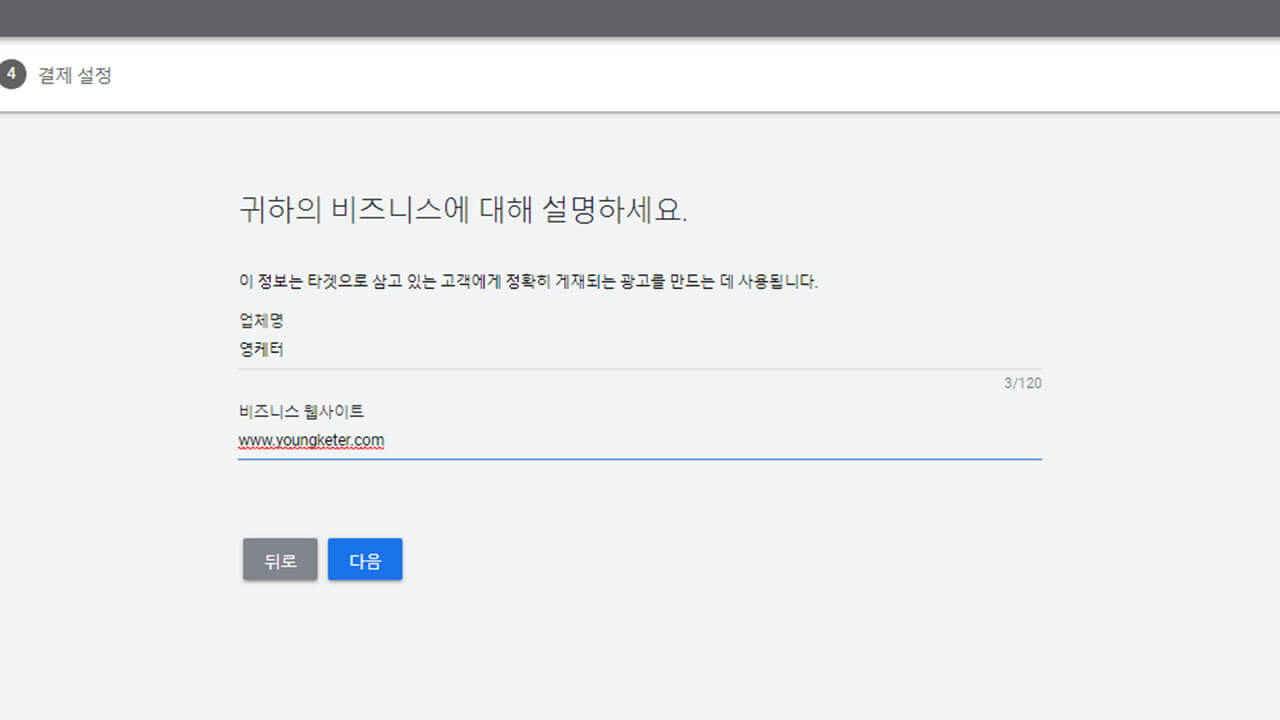 4 결제 설정
귀하의 비즈니스에 대해 설명하세요.
이 정보는 타겟으로 삼고 있는 고객에게 정확히 게재되는 광고를 만드는 데 사용됩니다.
업체명
영케터
3/120
비즈니스 웹사이트
www.youngketer.com
뒤로 다음